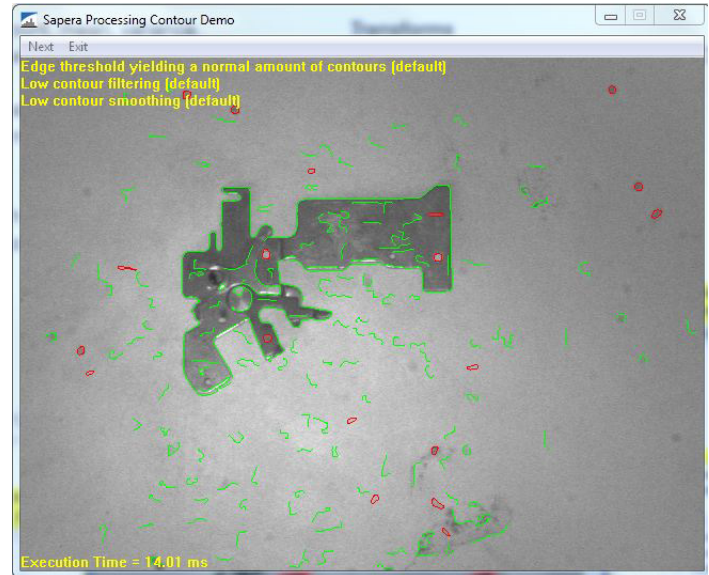 Transforms
Sapera Processing Contour Demo
Next Exit
Edge threshold yielding a normal amount of contours (default)
Low contour filtering (default)
Low contour smoothing (default)
Execution Time = 14.01 ms